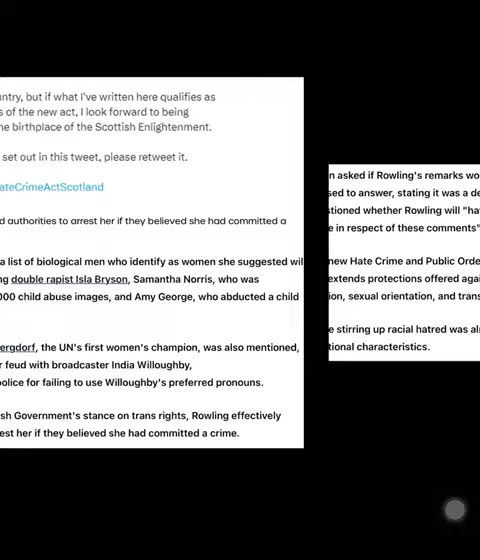 ntry, but if what I've written here qualifies as
s of the new act, I look forward to being
e birthplace of the Scottish Enlightenment.
set out in this tweet, please retweet it.
ateCrimeActScotland
d authorities to arrest her if they believed she had committed a
a list of biological men who identify as women she suggested wil
ng double rapist Isla Bryson, Samantha Norris, who was
000 child abuse images, and Amy George, who abducted a child
ergdorf, the UN's first women's champion, was also mentioned,
r feud with broadcaster India Willoughby,
police for failing to use Willoughby's preferred pronouns.
sh Government's stance on trans rights, Rowling effectively
est her if they believed she had committed a crime.
n asked if Rowling's remarks wo
sed to answer, stating it was a de
stioned whether Rowling will "ha
e in respect of these comments"
new Hate Crime and Public Orde
extends protections offered agai
ion, sexual orientation, and trans
e stirring up racial hatred was alr
tional characteristics.